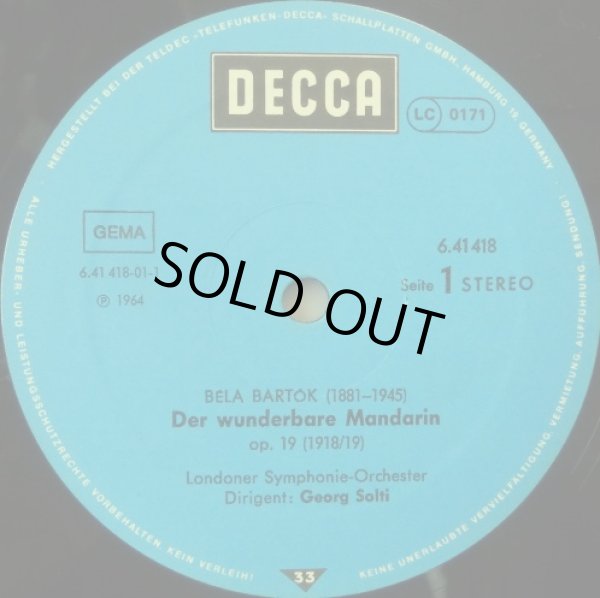 HERGESTELLT BEI DER TELDEC »TELEFUNKEN-DECCA« SCHALLPLATTEN GMBH, HAMBURG 19, GERMANY
DECCA
LC 0171
GEMA
6.41 418-01-1
Ⓟ 1964
6.41 418
Seite 1 STEREO
SOLD OUT
BÉLA BARTÓK (1881–1945)
Der wunderbare Mandarin
op. 19 (1918/19)
Londoner Symphonie-Orchester
Dirigent: Georg Solti
ALLE URHEBER- UND LEISTUNGSSCHUTZRECHTE VORBEHALTEN KEIN VERLEIH!
33
KEINE UNERLAUBTE VERVIELFÄLTIGUNG, VERMIETUNG, AUFFÜHRUNG, SENDUNG!